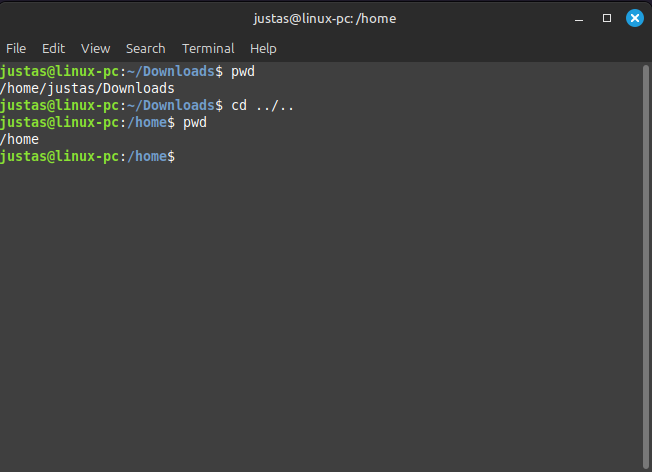 justas@linux-pc: /home
File Edit View Search Terminal Help
justas@linux-pc:~/Downloads$ pwd
/home/justas/Downloads
justas@linux-pc:~/Downloads$ cd ../..
justas@linux-pc:/home$ pwd
/home
justas@linux-pc:/home$